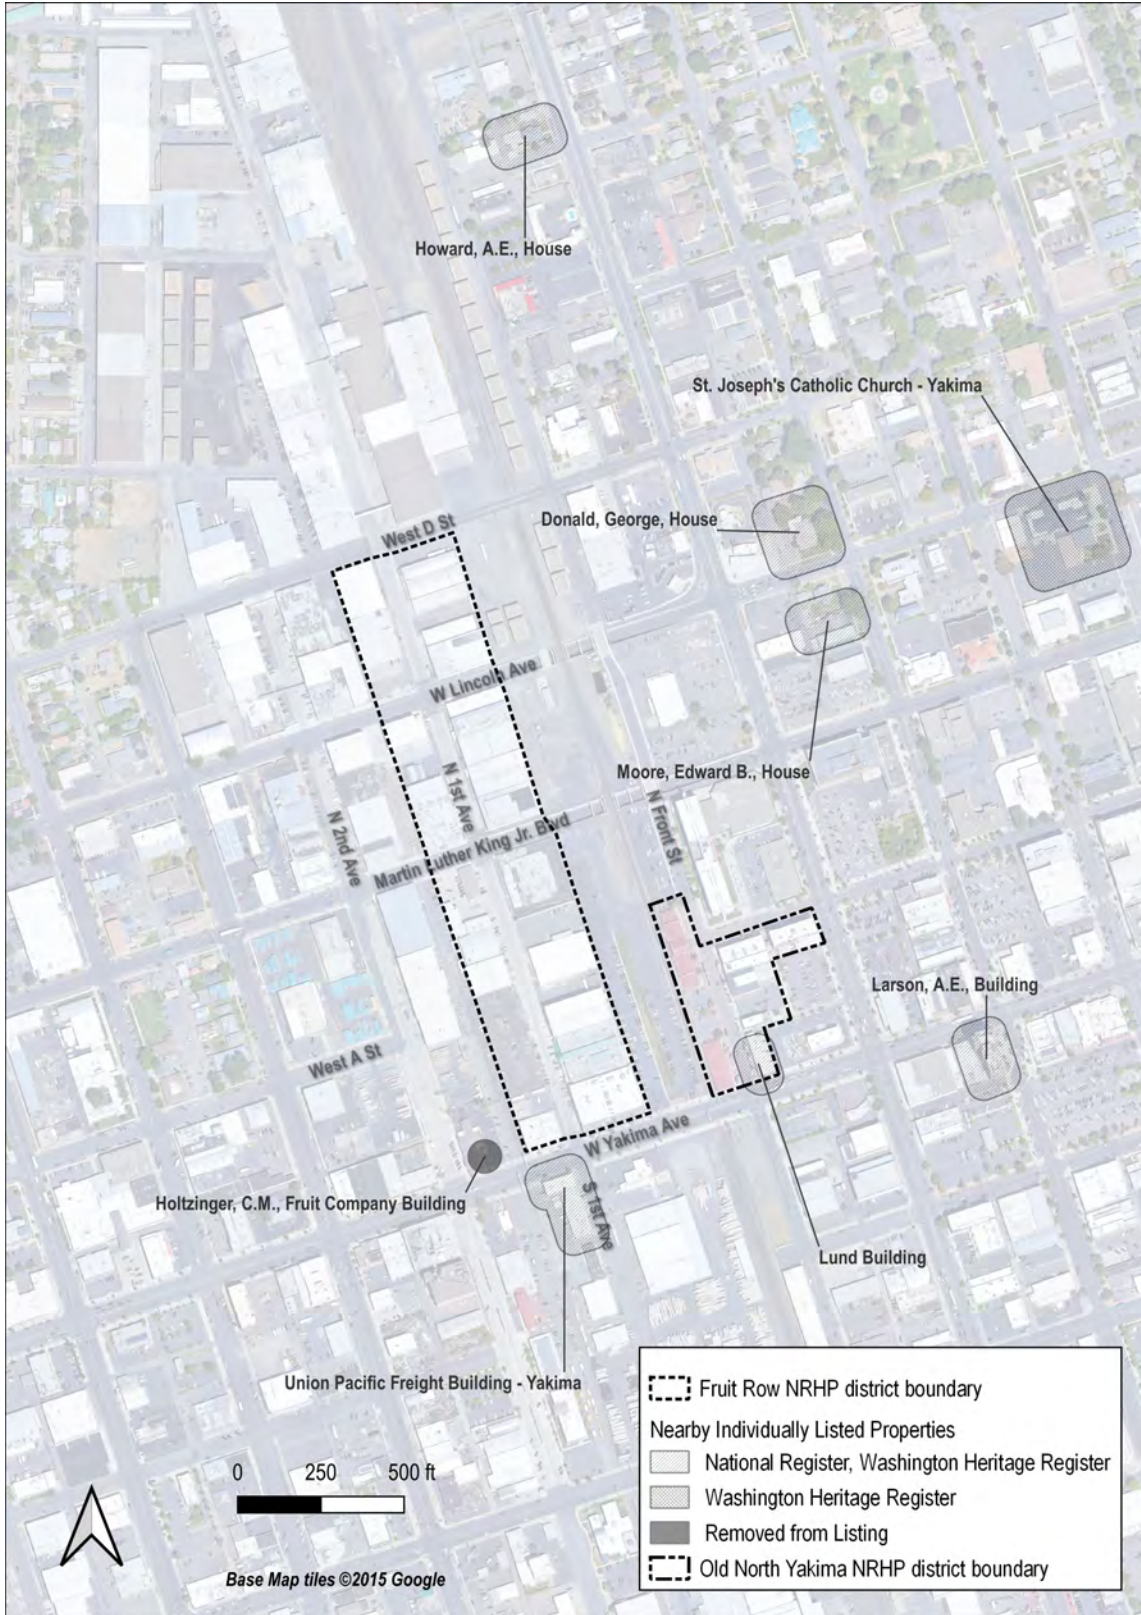 Howard, A.E., House
St. Joseph's Catholic Church - Yakima
Donald, George, House
West D St
W Lincoln Ave
Moore, Edward B., House
N 1st Ave
N Front St
N 2nd Ave
Martin Luther King Jr. Blvd
Larson, A.E., Building
West A St
W Yakima Ave
Holtzinger, C.M., Fruit Company Building
S 1st Ave
Lund Building
Union Pacific Freight Building - Yakima
Fruit Row NRHP district boundary
Nearby Individually Listed Properties
National Register, Washington Heritage Register
Washington Heritage Register
Removed from Listing
Old North Yakima NRHP district boundary
0 250 500 ft
Base Map tiles ©2015 Google